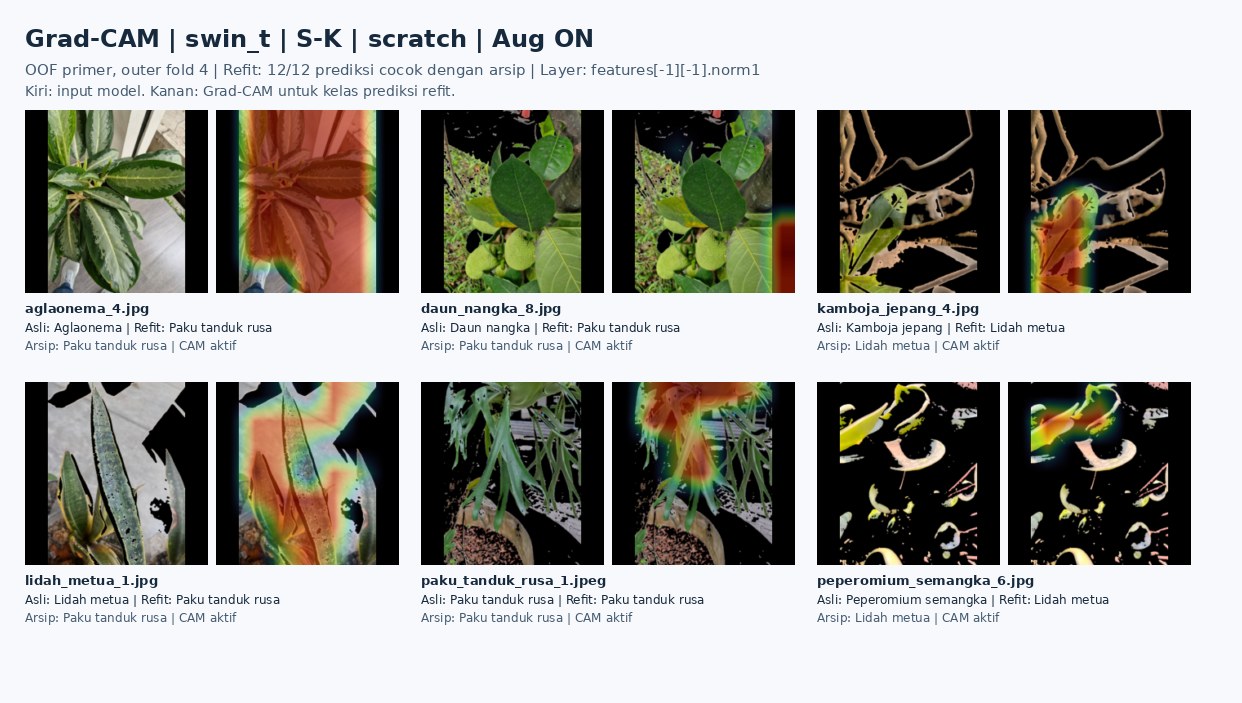 Grad-CAM | swin_t | S-K | scratch | Aug ON
OOF primer, outer fold 4 | Refit: 12/12 prediksi cocok dengan arsip | Layer: features[-1][-1].norm1
Kiri: input model. Kanan: Grad-CAM untuk kelas prediksi refit.
aglaonema_4.jpg
Asli: Aglaonema | Refit: Paku tanduk rusa
Arsip: Paku tanduk rusa | CAM aktif
daun_nangka_8.jpg
Asli: Daun nangka | Refit: Paku tanduk rusa
Arsip: Paku tanduk rusa | CAM aktif
kamboja_jepang_4.jpg
Asli: Kamboja jepang | Refit: Lidah metua
Arsip: Lidah metua | CAM aktif
lidah_metua_1.jpg
Asli: Lidah metua | Refit: Paku tanduk rusa
Arsip: Paku tanduk rusa | CAM aktif
paku_tanduk_rusa_1.jpeg
Asli: Paku tanduk rusa | Refit: Paku tanduk rusa
Arsip: Paku tanduk rusa | CAM aktif
peperomium_semangka_6.jpg
Asli: Peperomium semangka | Refit: Lidah metua
Arsip: Lidah metua | CAM aktif